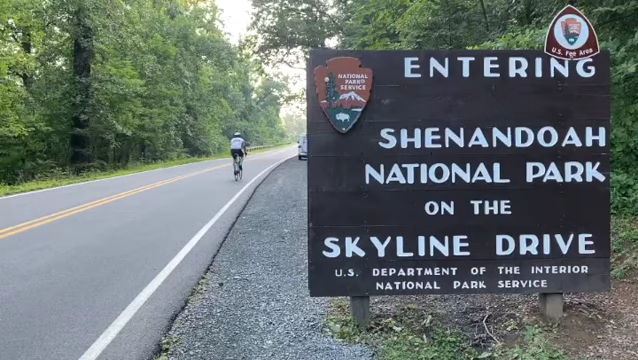 U.S. Fee Area
NATIONAL
PARK
SERVICE
ENTERING
SHENANDOAH
NATIONAL PARK
ON THE
SKYLINE DRIVE
U.S. DEPARTMENT OF THE INTERIOR
NATIONAL PARK SERVICE